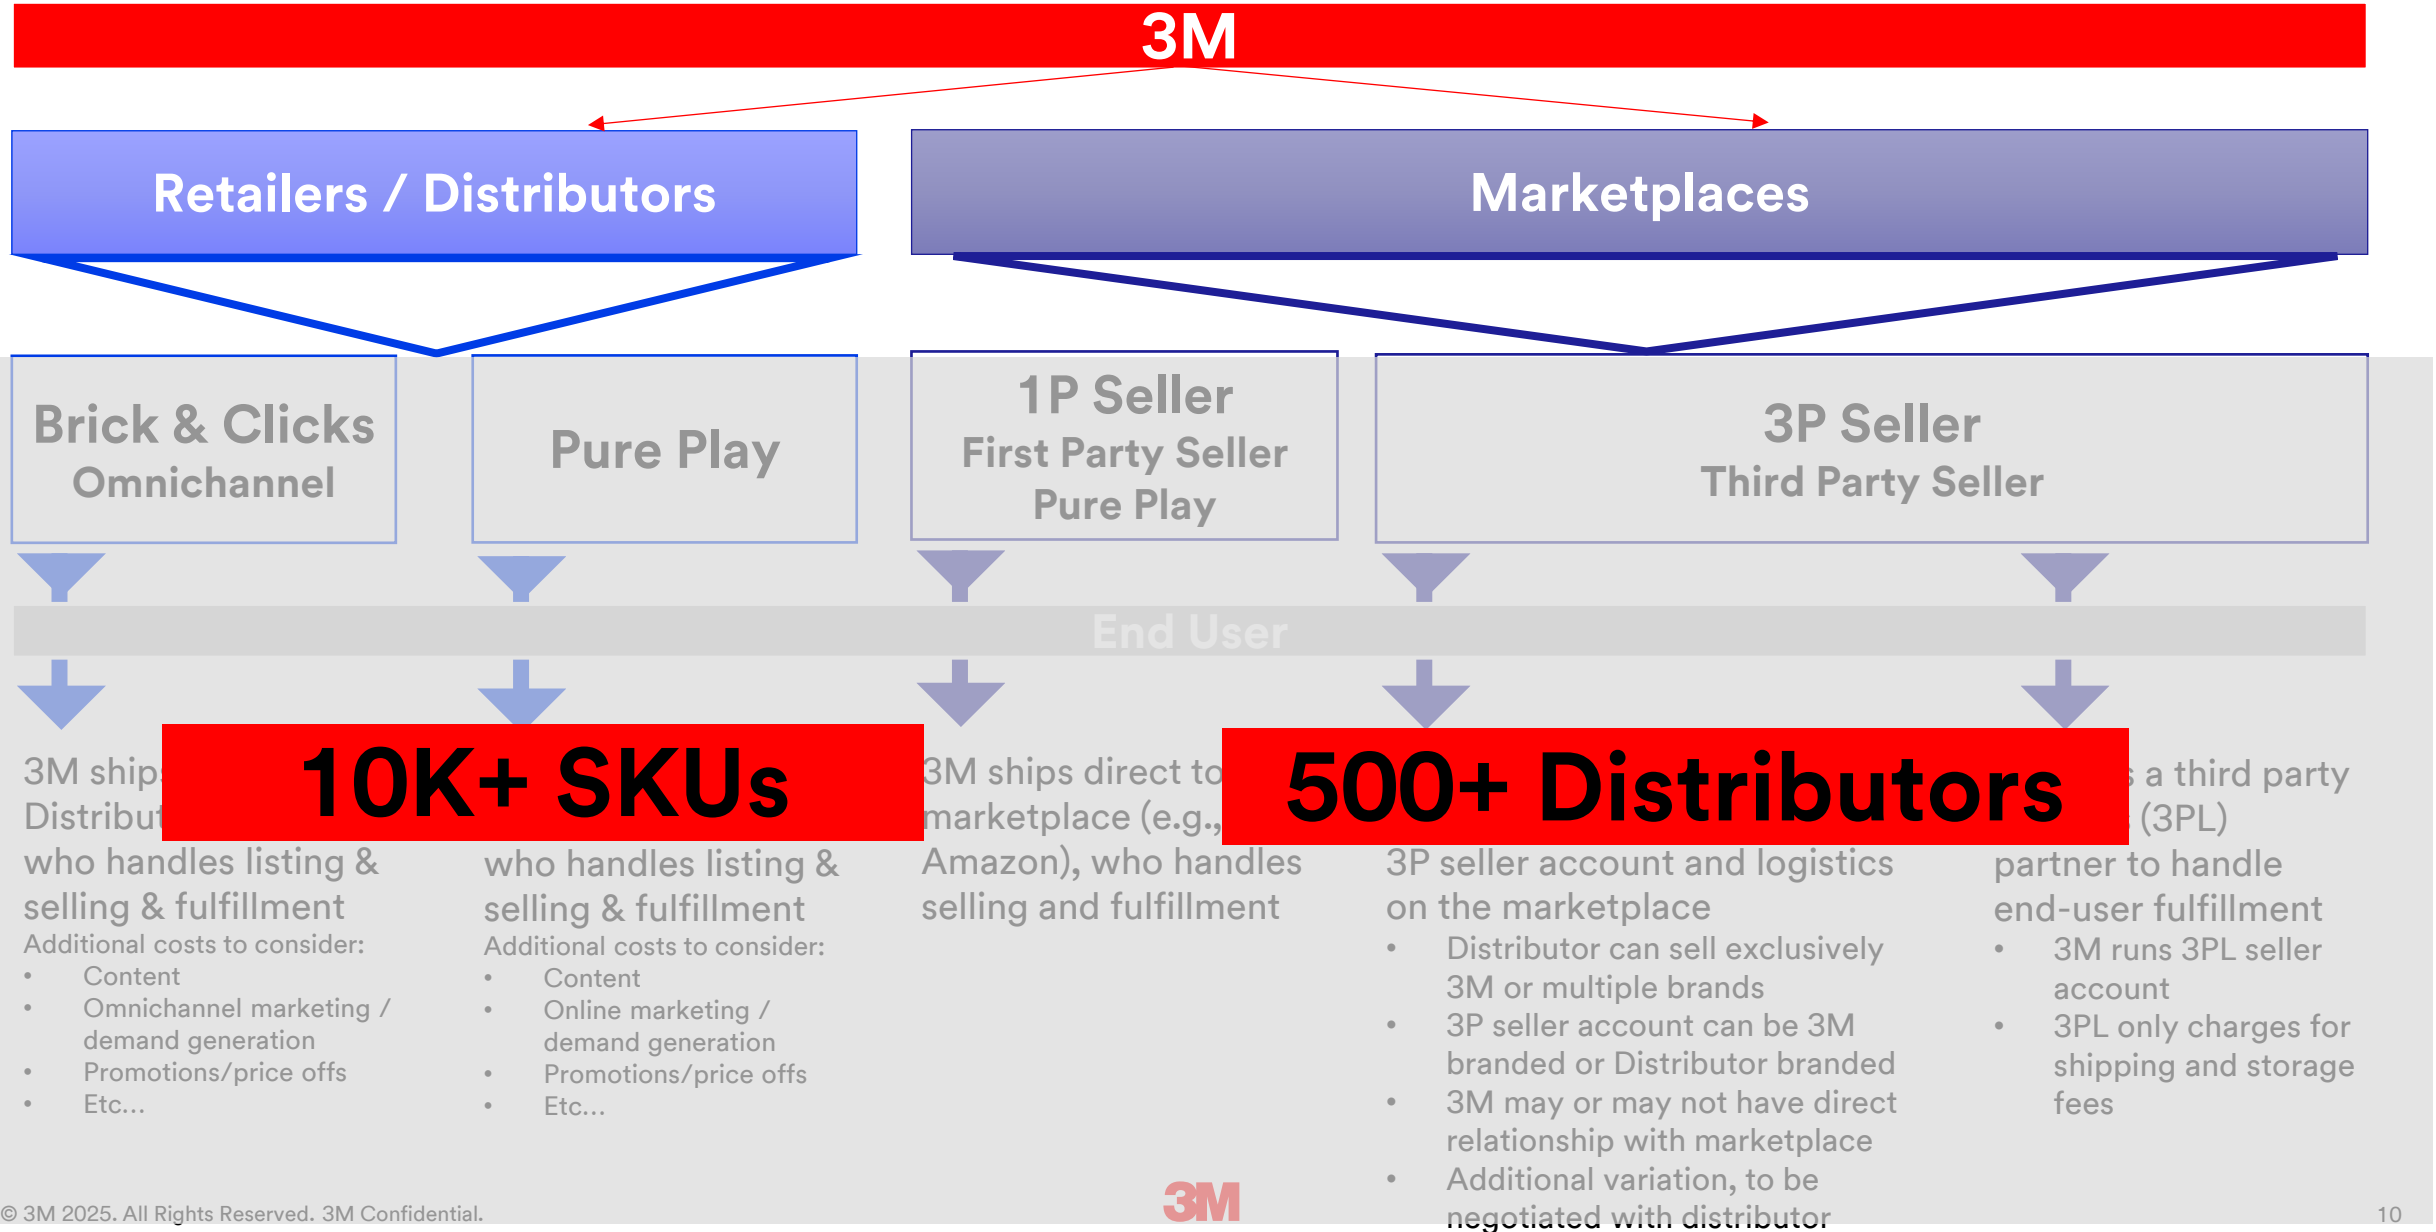 3M
Retailers / Distributors
Marketplaces
Brick & Clicks
Omnichannel
Pure Play
1P Seller
First Party Seller
Pure Play
3P Seller
Third Party Seller
End User
10K+ SKUs
500+ Distributors
3M ships
who handles listing &
selling & fulfillment
Additional costs to consider:
• Content
• Omnichannel marketing /
demand generation
• Promotions/price offs
• Etc...
who handles listing &
selling & fulfillment
Additional costs to consider:
• Content
• Online marketing /
demand generation
• Promotions/price offs
• Etc...
3M ships direct to
marketplace (e.g.,
Amazon), who handles
selling and fulfillment
3P seller account and logistics
on the marketplace
• Distributor can sell exclusively
3M or multiple brands
• 3P seller account can be 3M
branded or Distributor branded
• 3M may or may not have direct
relationship with marketplace
• Additional variation, to be
negotiated with distributor
a third party
(3PL)
partner to handle
end-user fulfillment
• 3M runs 3PL seller
account
• 3PL only charges for
shipping and storage
fees
© 3M 2025. All Rights Reserved. 3M Confidential.
3M
10